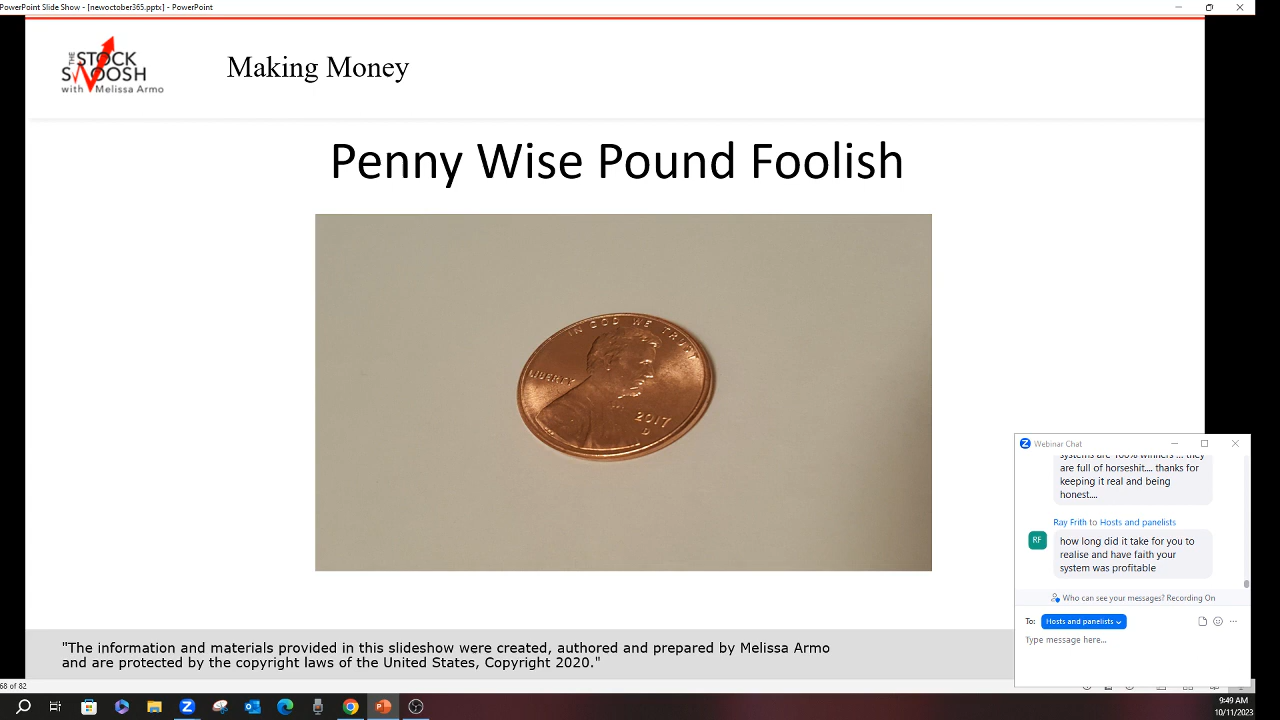 PowerPoint Slide Show - [newoctober365.pptx] - PowerPoint
THE
STOCK
SWOOSH
with Melissa Armo
Making Money
Penny Wise Pound Foolish
IN GOD WE TRUST
LIBERTY
2017
D
"The information and materials provided in this slideshow were created, authored and prepared by Melissa Armo
and are protected by the copyright laws of the United States, Copyright 2020."
Webinar Chat
systems are 100% winners ... they
are full of horseshit.... thanks for
keeping it real and being
honest....
Ray Frith to Hosts and panelists
RF
how long did it take for you to
realise and have faith your
system was profitable
Who can see your messages? Recording On
To: Hosts and panelists
Type message here...
68 of 82
9:49 AM
10/11/2023